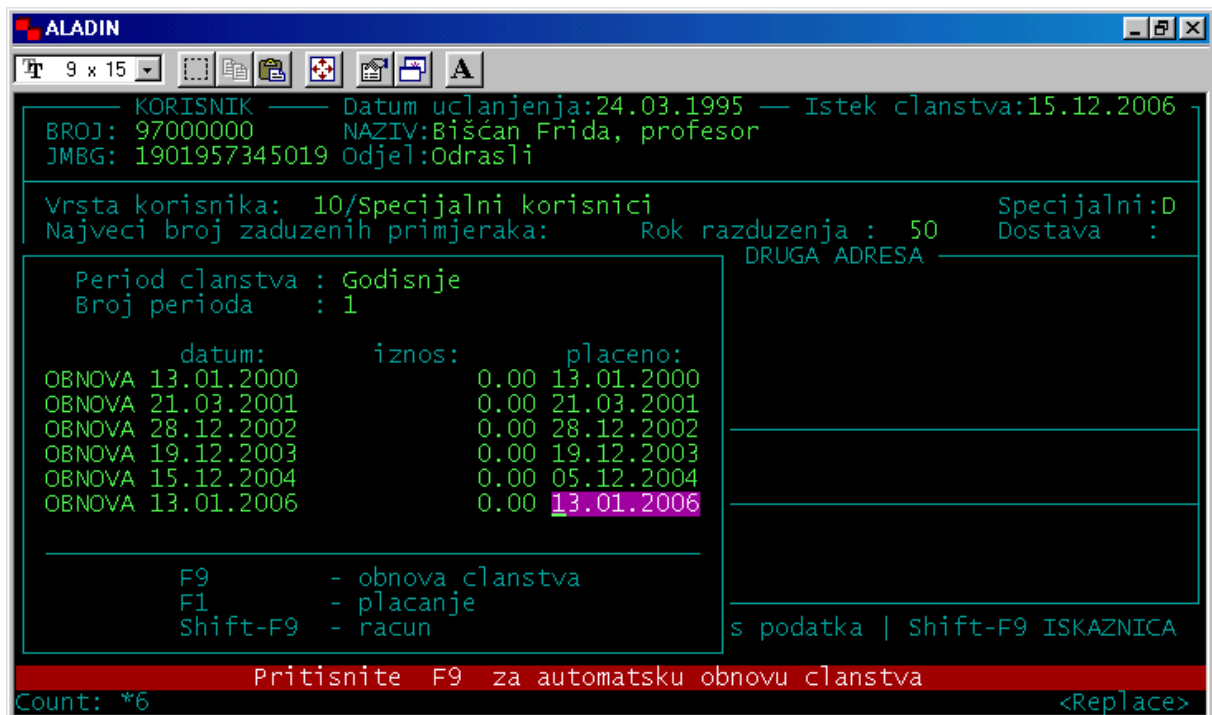 ALADIN
9 x 15
KORISNIK Datum uclanjenja:24.03.1995 Istek clanstva:15.12.2006
BROJ: 97000000 NAZIV:Bišćan Frida, profesor
JMBG: 1901957345019 Odjel:Odrasli
Vrsta korisnika: 10/Specijalni korisnici Specijalni:D
Najveci broj zaduzenih primjeraka: Rok razduzenja : 50 Dostava :
DRUGA ADRESA
Period clanstva : Godisnje
Broj perioda : 1
datum: iznos: placeno:
OBNOVA 13.01.2000 0.00 13.01.2000
OBNOVA 21.03.2001 0.00 21.03.2001
OBNOVA 28.12.2002 0.00 28.12.2002
OBNOVA 19.12.2003 0.00 19.12.2003
OBNOVA 15.12.2004 0.00 05.12.2004
OBNOVA 13.01.2006 0.00 13.01.2006
F9 - obnova clanstva
F1 - placanje
Shift-F9 - racun
s podatka | Shift-F9 ISKAZNICA
Pritisnite F9 za automatsku obnovu clanstva
Count: *6 <Replace>